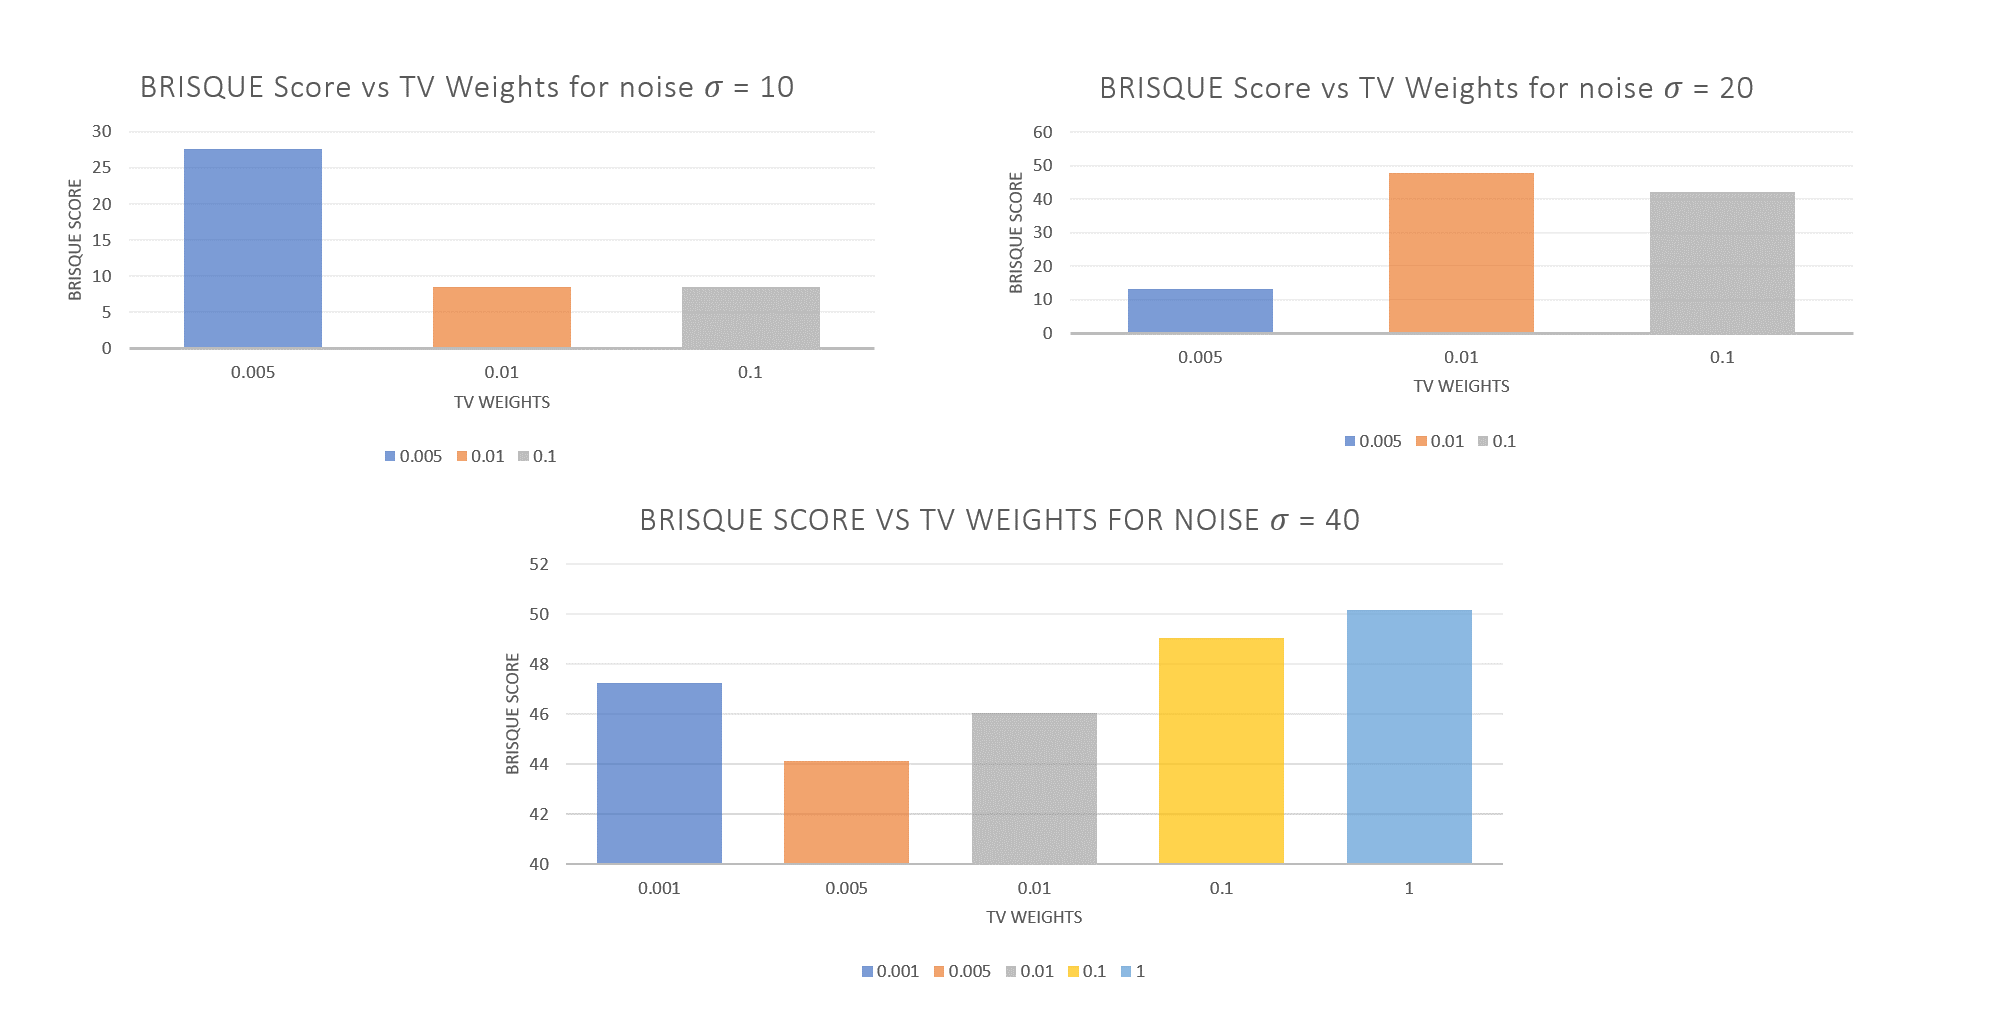 BRISQUE Score vs TV Weights for noise σ = 10
30
25
20
15
10
5
0
BRISQUE SCORE
0.005 0.01 0.1
TV WEIGHTS
0.005 0.01 0.1
BRISQUE Score vs TV Weights for noise σ = 20
60
50
40
30
20
10
0
BRISQUE SCORE
0.005 0.01 0.1
TV WEIGHTS
0.005 0.01 0.1
BRISQUE SCORE VS TV WEIGHTS FOR NOISE σ = 40
52
50
48
46
44
42
40
BRISQUE SCORE
0.001 0.005 0.01 0.1 1
TV WEIGHTS
0.001 0.005 0.01 0.1 1